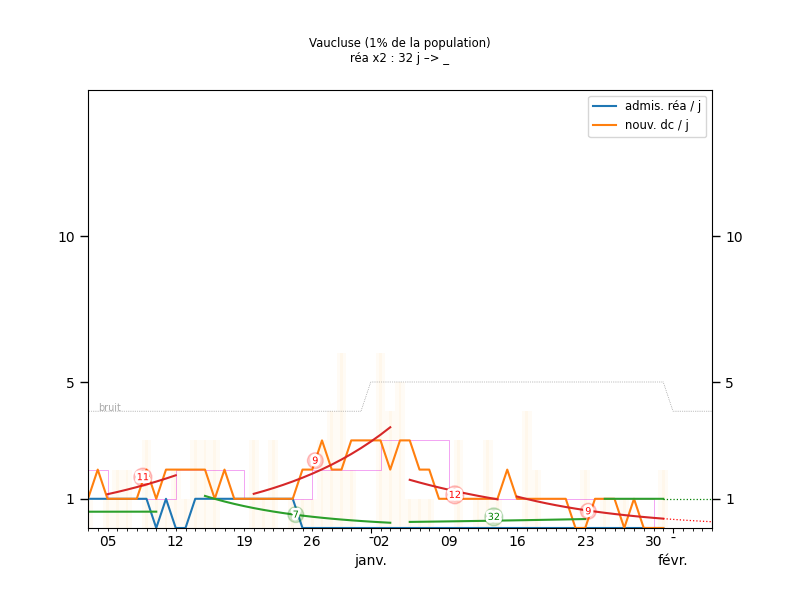 Vaucluse (1% de la population)
réa x2 : 32 j –> _
admis. réa / j
nouv. dc / j
10 10
5 5
bruit
11 9 12
7 32 9
1 1
05 12 19 26 02 09 16 23 30
janv. févr.